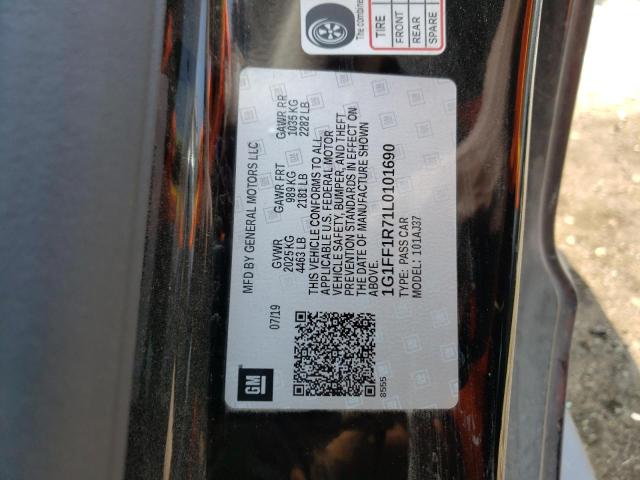 MFD BY GENERAL MOTORS LLC
07/19
GVWR
2025 KG
4463 LB
GAWR FRT
989 KG
2181 LB
GAWR RR
1035 KG
2282 LB
THIS VEHICLE CONFORMS TO ALL
APPLICABLE U.S. FEDERAL MOTOR
VEHICLE SAFETY, BUMPER, AND THEFT
PREVENTION STANDARDS IN EFFECT ON
THE DATE OF MANUFACTURE SHOWN
ABOVE.
1G1FF1R71L0101690
TYPE: PASS CAR
MODEL: 101AJ37
GM
8555
The combine
TIRE
FRONT
REAR
SPARE